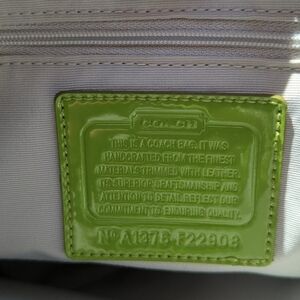 COACH
THIS IS A COACH BAG. IT WAS
HANDCRAFTED FROM THE FINEST
MATERIALS TRIMMED WITH LEATHER.
ITS SUPERIOR CRAFTSMANSHIP AND
ATTENTION TO DETAIL REFLECT OUR
COMMITMENT TO ENDURING QUALITY.
No A1378-F22908